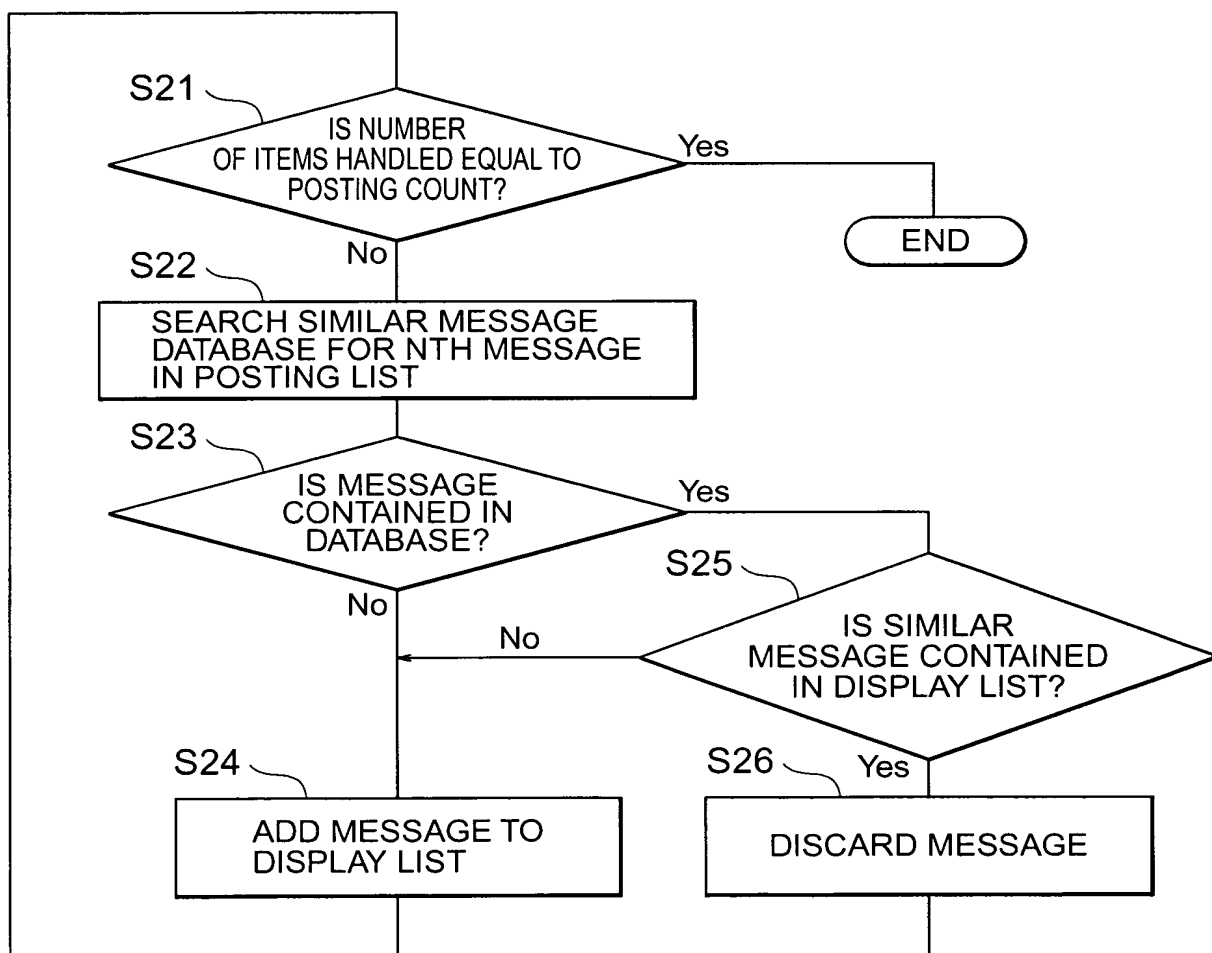 S21
IS NUMBER
OF ITEMS HANDLED EQUAL TO
POSTING COUNT?
Yes
END
No
S22
SEARCH SIMILAR MESSAGE
DATABASE FOR NTH MESSAGE
IN POSTING LIST
S23
IS MESSAGE
CONTAINED IN
DATABASE?
Yes
No
S25
IS SIMILAR
MESSAGE CONTAINED
IN DISPLAY LIST?
No
Yes
S24
ADD MESSAGE TO
DISPLAY LIST
S26
DISCARD MESSAGE